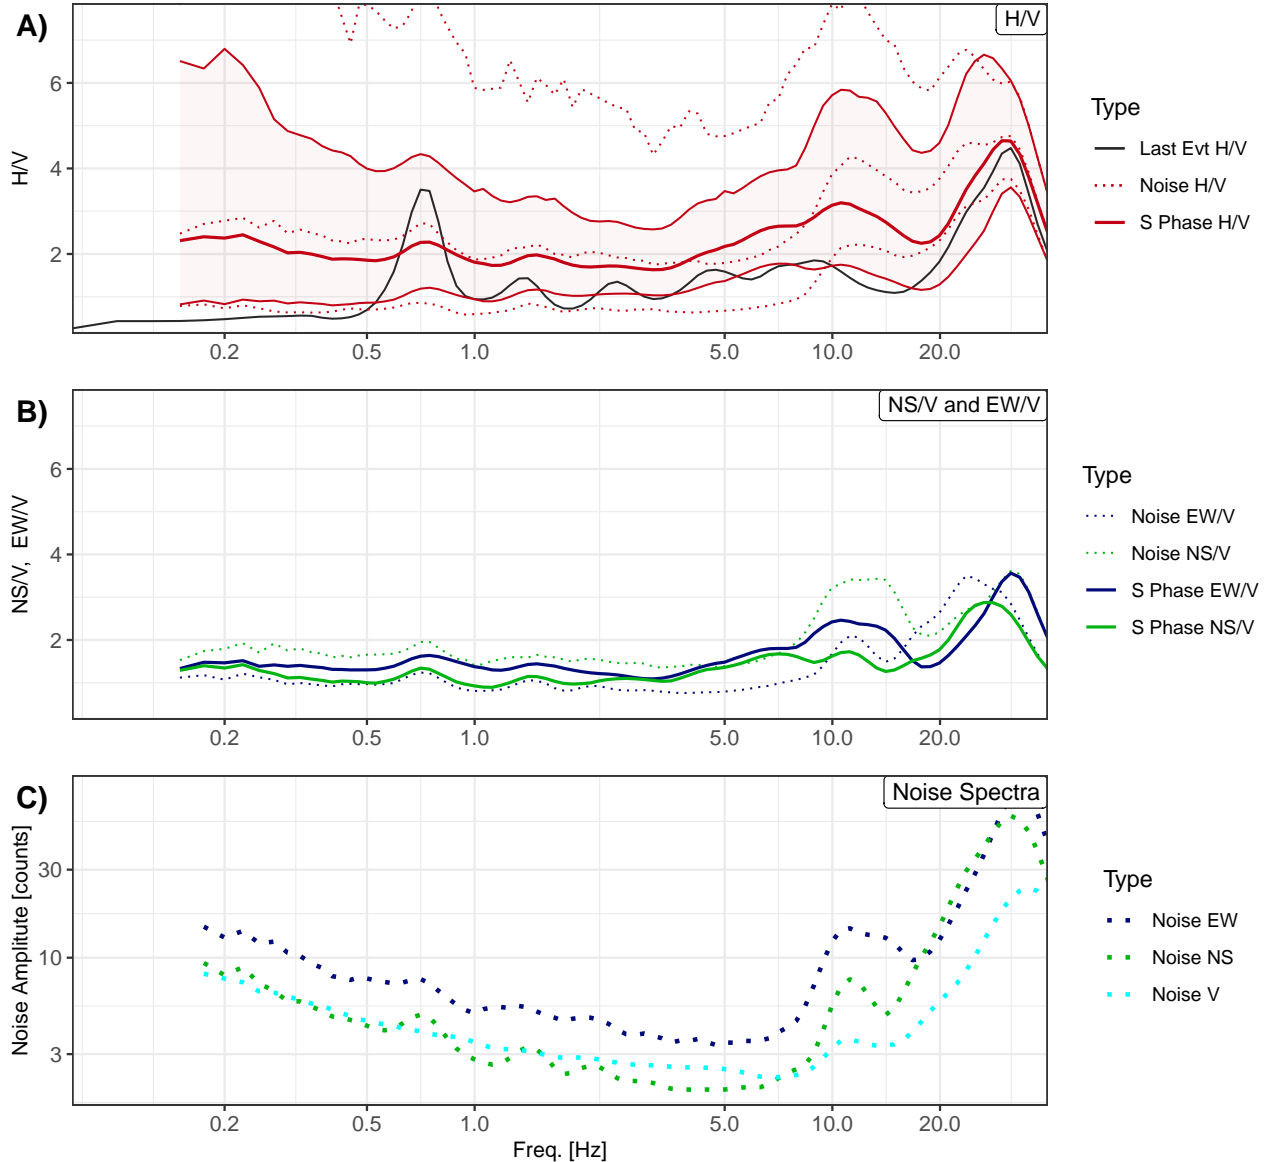 A)
H/V
H/V
6
4
2
0.2 0.5 1.0 5.0 10.0 20.0
Type
Last Evt H/V
Noise H/V
S Phase H/V
B)
NS/V and EW/V
NS/V, EW/V
6
4
2
0.2 0.5 1.0 5.0 10.0 20.0
Type
Noise EW/V
Noise NS/V
S Phase EW/V
S Phase NS/V
C)
Noise Spectra
Noise Amplitute [counts]
30
10
3
0.2 0.5 1.0 5.0 10.0 20.0
Freq. [Hz]
Type
Noise EW
Noise NS
Noise V